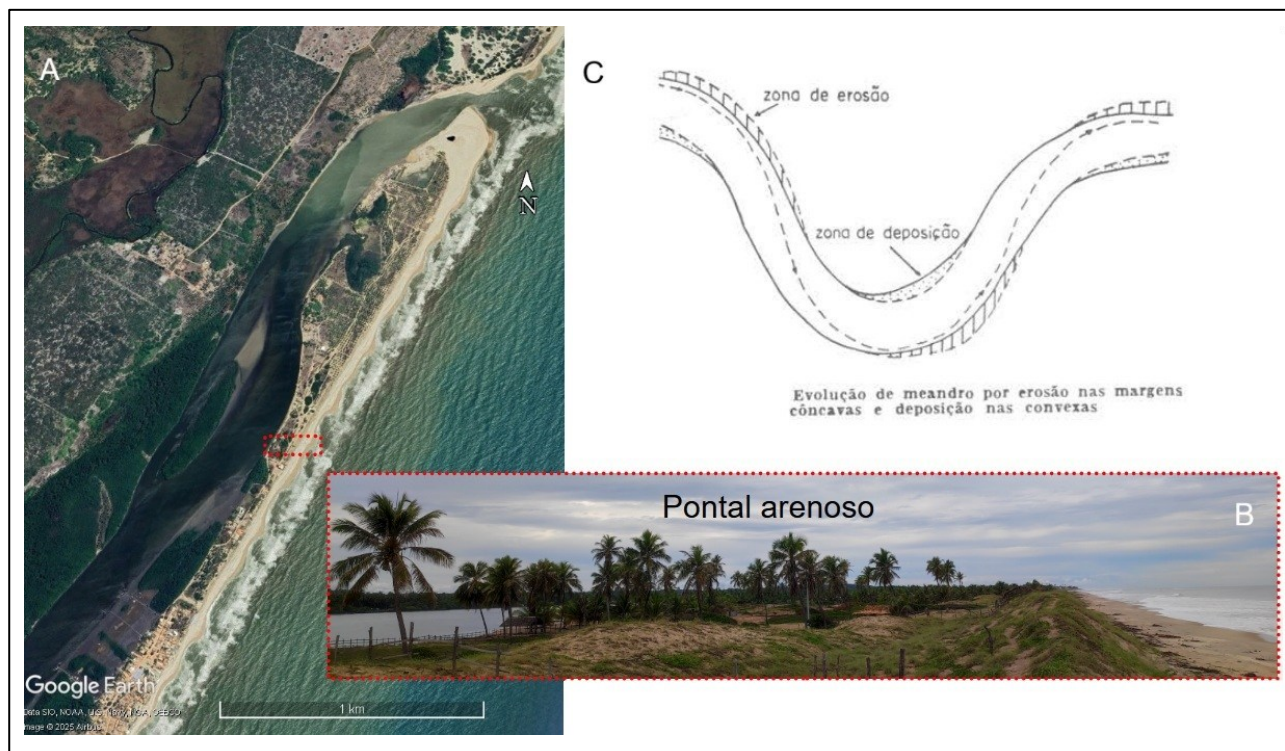 A
N
Google Earth
1 km
C
zona de erosão
zona de deposição
Evolução de meandro por erosão nas margens
côncavas e deposição nas convexas
Pontal arenoso
B